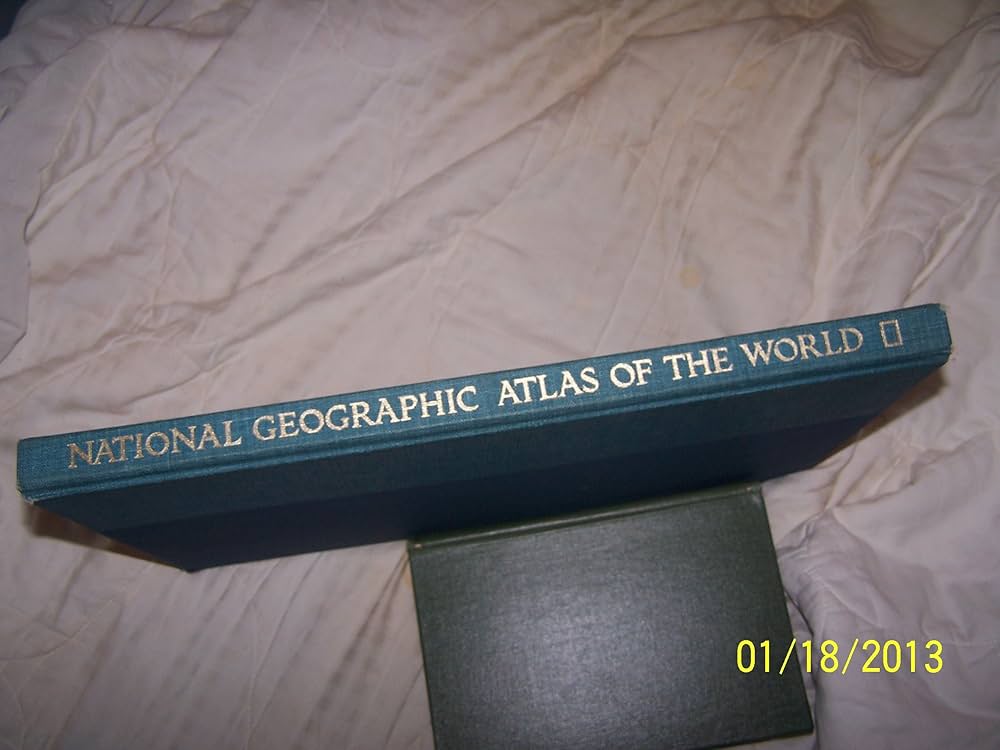 NATIONAL GEOGRAPHIC ATLAS OF THE WORLD
01/18/2013